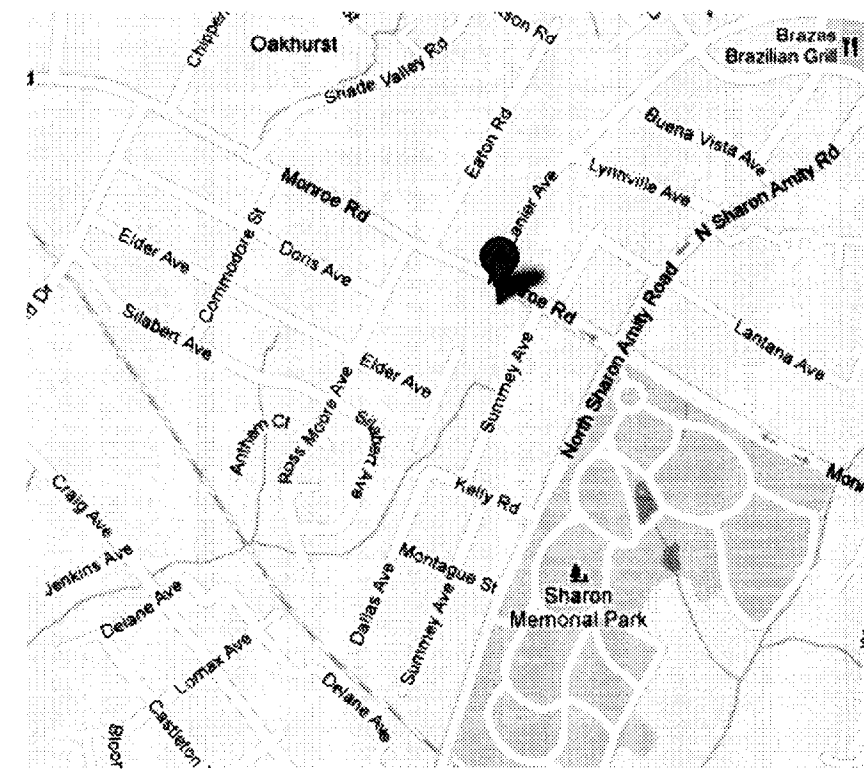 Oakhurst
Shade Valley Rd
Brazas
Brazilian Grill
Eaton Rd
Buena Vista Ave
Lynnville Ave
N Sharon Amity Rd
Monroe Rd
Commodore St
Elder Ave
Doris Ave
Silabert Ave
North Sharon Amity Road
Lantana Ave
Elder Ave
Summey Ave
Ross Moore Ave
Silabert Ave
Antham Ct
Kelly Rd
Craig Ave
Jenkins Ave
Montague St
Delane Ave
Dallas Ave
Summey Ave
Sharon
Memorial Park
Lomax Ave
Delane Ave
Castleton